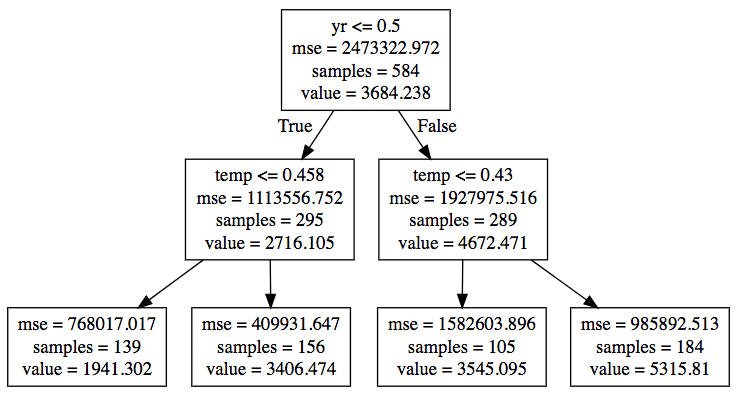 yr <= 0.5
mse = 2473322.972
samples = 584
value = 3684.238
True
False
temp <= 0.458
mse = 1113556.752
samples = 295
value = 2716.105
temp <= 0.43
mse = 1927975.516
samples = 289
value = 4672.471
mse = 768017.017
samples = 139
value = 1941.302
mse = 409931.647
samples = 156
value = 3406.474
mse = 1582603.896
samples = 105
value = 3545.095
mse = 985892.513
samples = 184
value = 5315.81